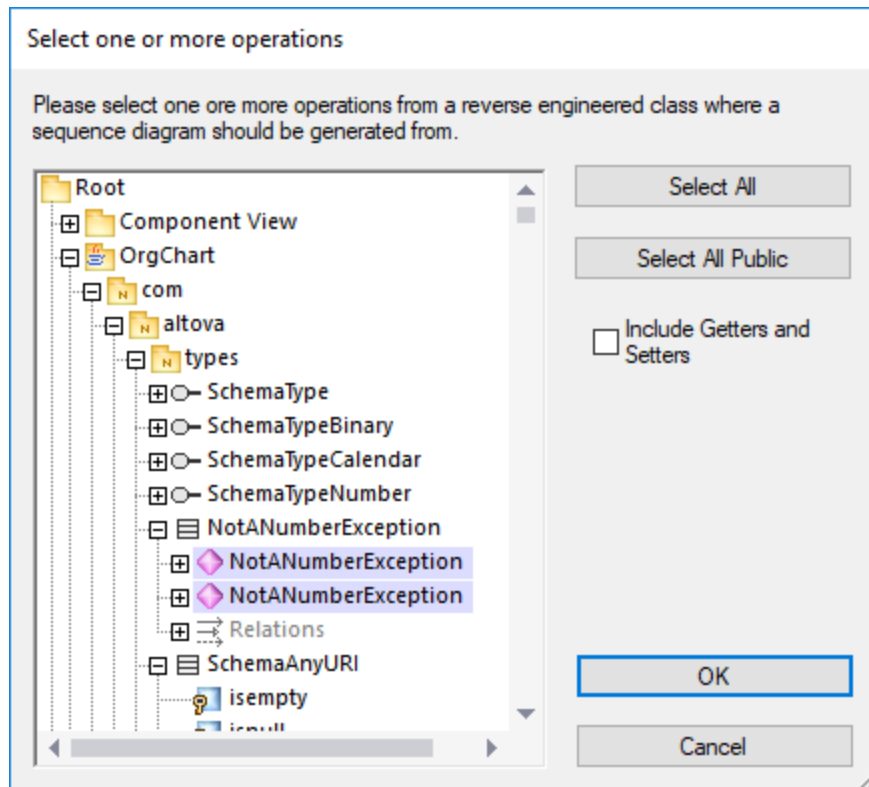 Select one or more operations
Please select one ore more operations from a reverse engineered class where a
sequence diagram should be generated from.
Root
Component View
OrgChart
com
altova
types
SchemaType
SchemaTypeBinary
SchemaTypeCalendar
SchemaTypeNumber
NotANumberException
NotANumberException
NotANumberException
Relations
SchemaAnyURI
isempty
Select All
Select All Public
Include Getters and
Setters
OK
Cancel